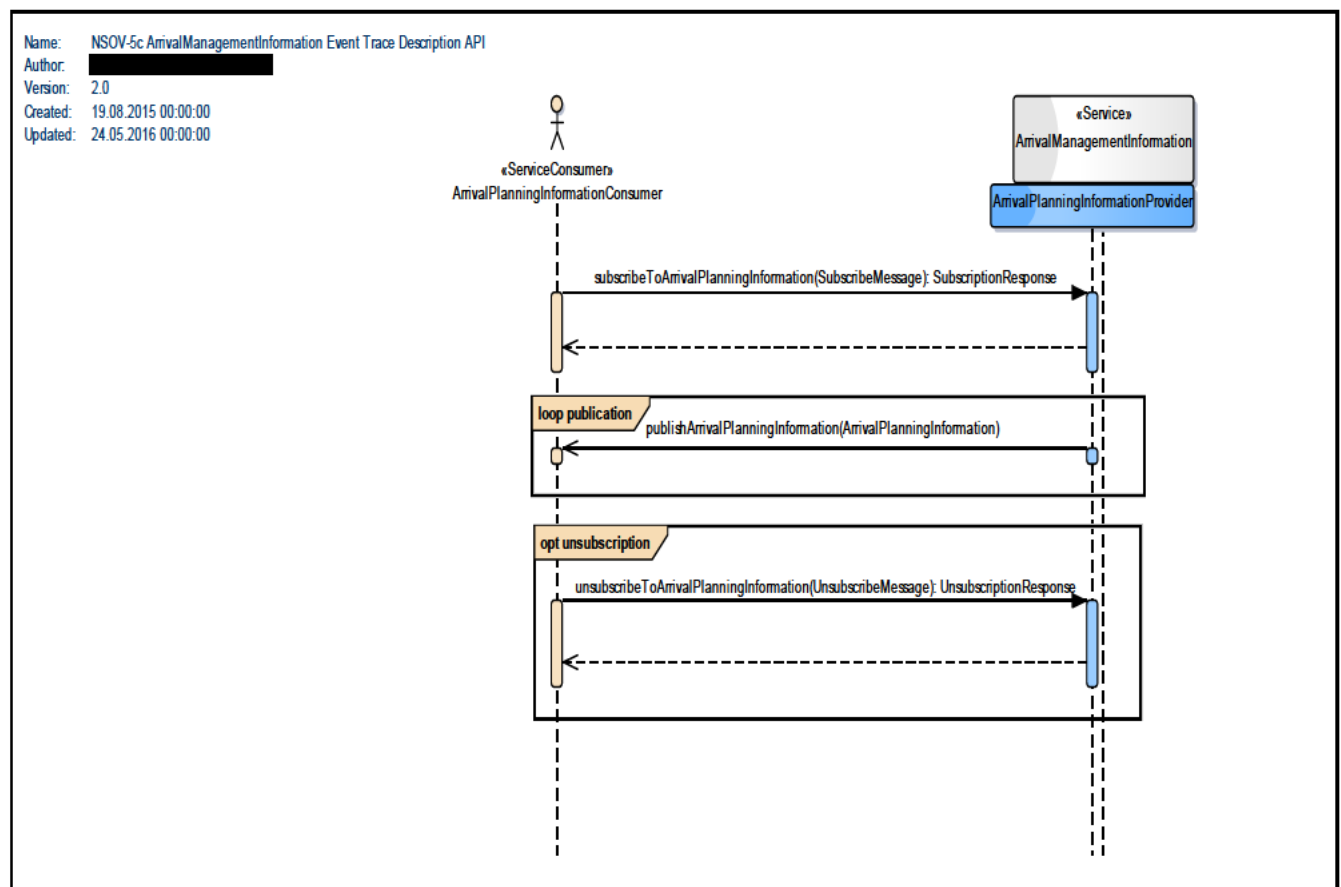 Name: NSOV-5c ArrivalManagementInformation Event Trace Description API
Author:
Version: 2.0
Created: 19.08.2015 00:00:00
Updated: 24.05.2016 00:00:00
«Service»
ArrivalManagementInformation
«ServiceConsumer»
ArrivalPlanningInformationConsumer
ArrivalPlanningInformationProvider
subscribeToArrivalPlanningInformation(SubscribeMessage): SubscriptionResponse
loop publication
publishArrivalPlanningInformation(ArrivalPlanningInformation)
opt unsubscription
unsubscribeToArrivalPlanningInformation(UnsubscribeMessage): UnsubscriptionResponse